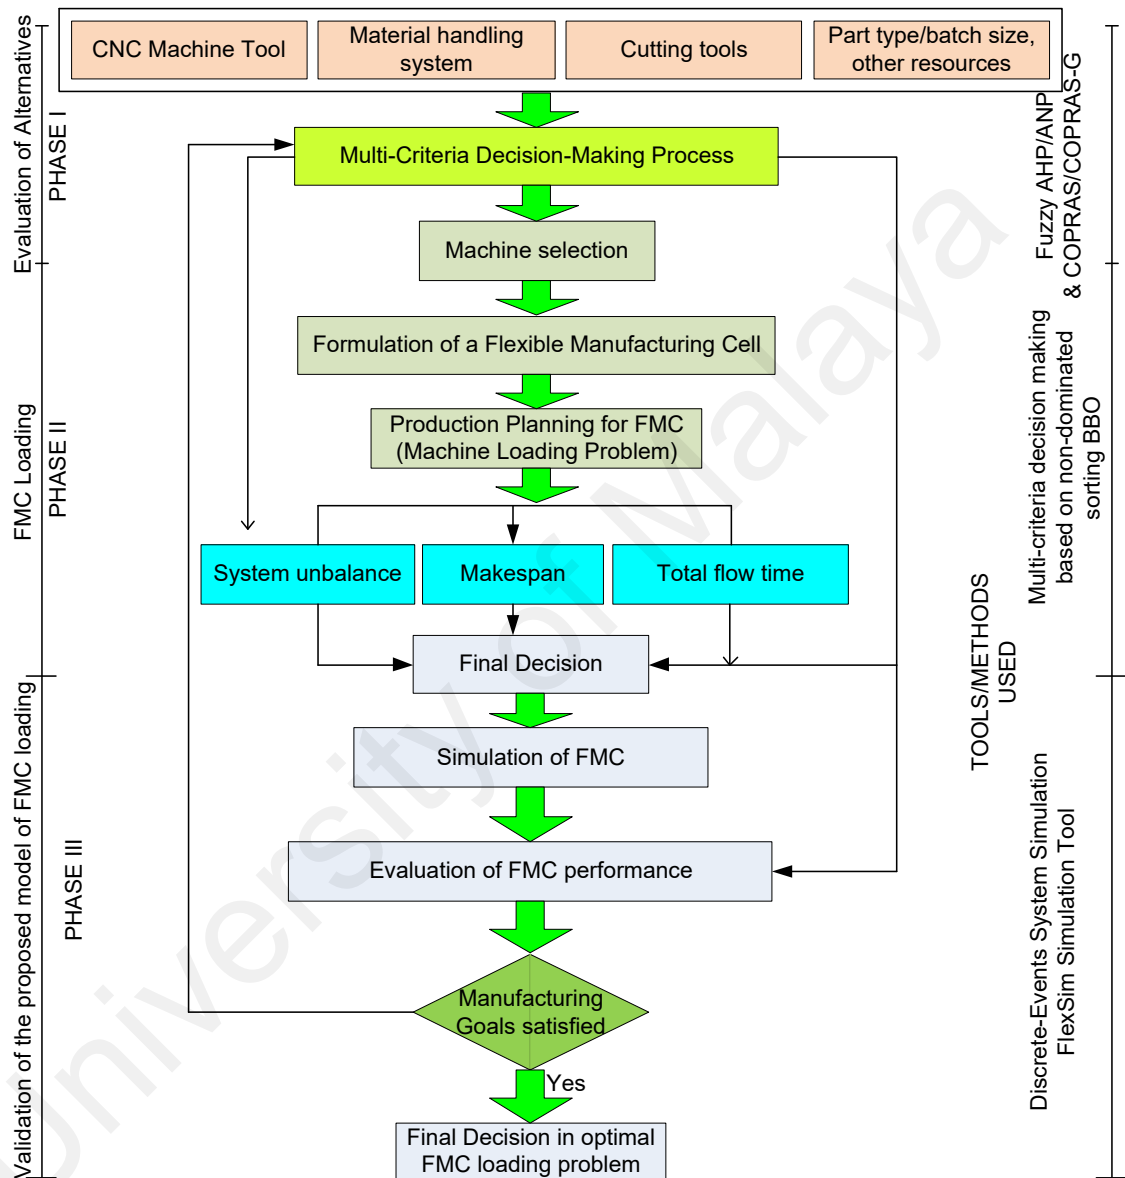 CNC Machine Tool
Material handling
system
Cutting tools
Part type/batch size,
other resources
Evaluation of Alternatives
PHASE I
Fuzzy AHP/ANP
& COPRAS/COPRAS-G
Multi-Criteria Decision-Making Process
Machine selection
Formulation of a Flexible Manufacturing Cell
FMC Loading
PHASE II
Multi-criteria decision making
based on non-dominated
sorting BBO
Production Planning for FMC
(Machine Loading Problem)
System unbalance
Makespan
Total flow time
TOOLS/METHODS
USED
Final Decision
Simulation of FMC
Validation of the proposed model of FMC loading
PHASE III
Discrete-Events System Simulation
FlexSim Simulation Tool
Evaluation of FMC performance
Manufacturing
Goals satisfied
Yes
Final Decision in optimal
FMC loading problem
University of Malaya